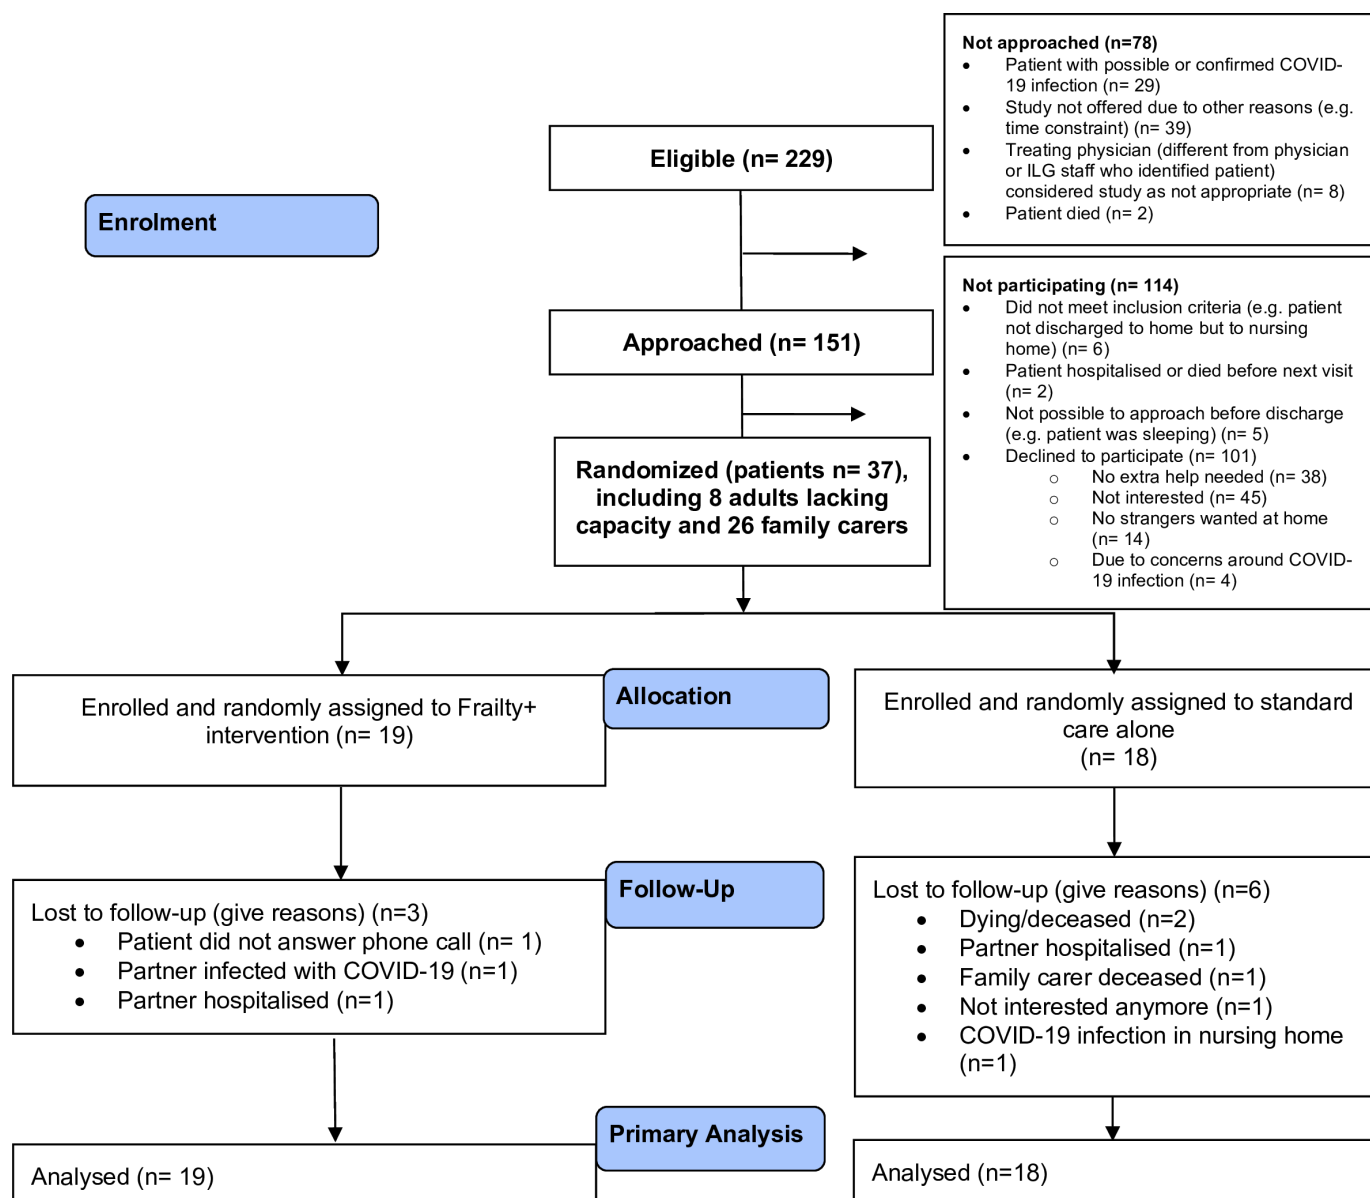 Not approached (n=78)
• Patient with possible or confirmed COVID-
19 infection (n= 29)
• Study not offered due to other reasons (e.g.
time constraint) (n= 39)
• Treating physician (different from physician
or ILG staff who identified patient)
considered study as not appropriate (n= 8)
• Patient died (n= 2)
Eligible (n= 229)
Enrolment
Not participating (n= 114)
• Did not meet inclusion criteria (e.g. patient
not discharged to home but to nursing
home) (n= 6)
• Patient hospitalised or died before next visit
(n= 2)
• Not possible to approach before discharge
(e.g. patient was sleeping) (n= 5)
• Declined to participate (n= 101)
o No extra help needed (n= 38)
o Not interested (n= 45)
o No strangers wanted at home
(n= 14)
o Due to concerns around COVID-
19 infection (n= 4)
Approached (n= 151)
Randomized (patients n= 37),
including 8 adults lacking
capacity and 26 family carers
Allocation
Enrolled and randomly assigned to Frailty+
intervention (n= 19)
Enrolled and randomly assigned to standard
care alone
(n= 18)
Follow-Up
Lost to follow-up (give reasons) (n=3)
• Patient did not answer phone call (n= 1)
• Partner infected with COVID-19 (n=1)
• Partner hospitalised (n=1)
Lost to follow-up (give reasons) (n=6)
• Dying/deceased (n=2)
• Partner hospitalised (n=1)
• Family carer deceased (n=1)
• Not interested anymore (n=1)
• COVID-19 infection in nursing home
(n=1)
Primary Analysis
Analysed (n= 19)
Analysed (n=18)